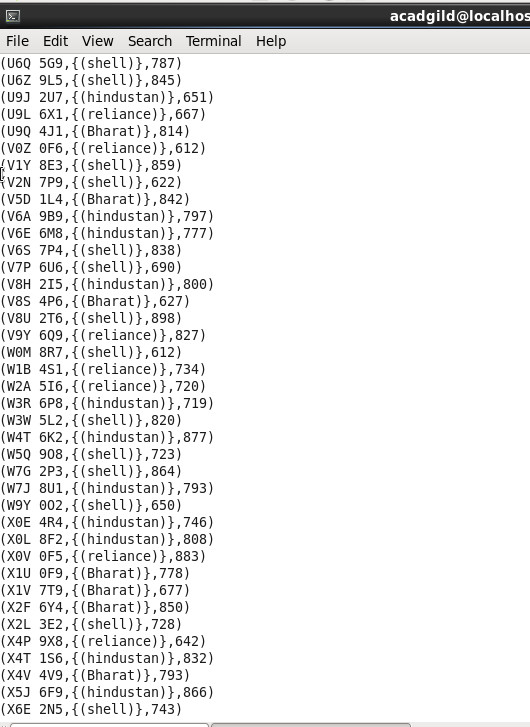 acadgild@localhos
File Edit View Search Terminal Help
(U6Q 5G9,{(shell)},787)
(U6Z 9L5,{(shell)},845)
(U9J 2U7,{(hindustan)},651)
(U9L 6X1,{(reliance)},667)
(U9Q 4J1,{(Bharat)},814)
(V0Z 0F6,{(reliance)},612)
(V1Y 8E3,{(shell)},859)
(V2N 7P9,{(shell)},622)
(V5D 1L4,{(Bharat)},842)
(V6A 9B9,{(hindustan)},797)
(V6E 6M8,{(hindustan)},777)
(V6S 7P4,{(shell)},838)
(V7P 6U6,{(shell)},690)
(V8H 2I5,{(hindustan)},800)
(V8S 4P6,{(Bharat)},627)
(V8U 2T6,{(shell)},898)
(V9Y 6Q9,{(reliance)},827)
(W0M 8R7,{(shell)},612)
(W1B 4S1,{(reliance)},734)
(W2A 5I6,{(reliance)},720)
(W3R 6P8,{(hindustan)},719)
(W3W 5L2,{(shell)},820)
(W4T 6K2,{(hindustan)},877)
(W5Q 9O8,{(shell)},723)
(W7G 2P3,{(shell)},864)
(W7J 8U1,{(hindustan)},793)
(W9Y 0O2,{(shell)},650)
(X0E 4R4,{(hindustan)},746)
(X0L 8F2,{(hindustan)},808)
(X0V 0F5,{(reliance)},883)
(X1U 0F9,{(Bharat)},778)
(X1V 7T9,{(Bharat)},677)
(X2F 6Y4,{(Bharat)},850)
(X2L 3E2,{(shell)},728)
(X4P 9X8,{(reliance)},642)
(X4T 1S6,{(hindustan)},832)
(X4V 4V9,{(Bharat)},793)
(X5J 6F9,{(hindustan)},866)
(X6E 2N5,{(shell)},743)